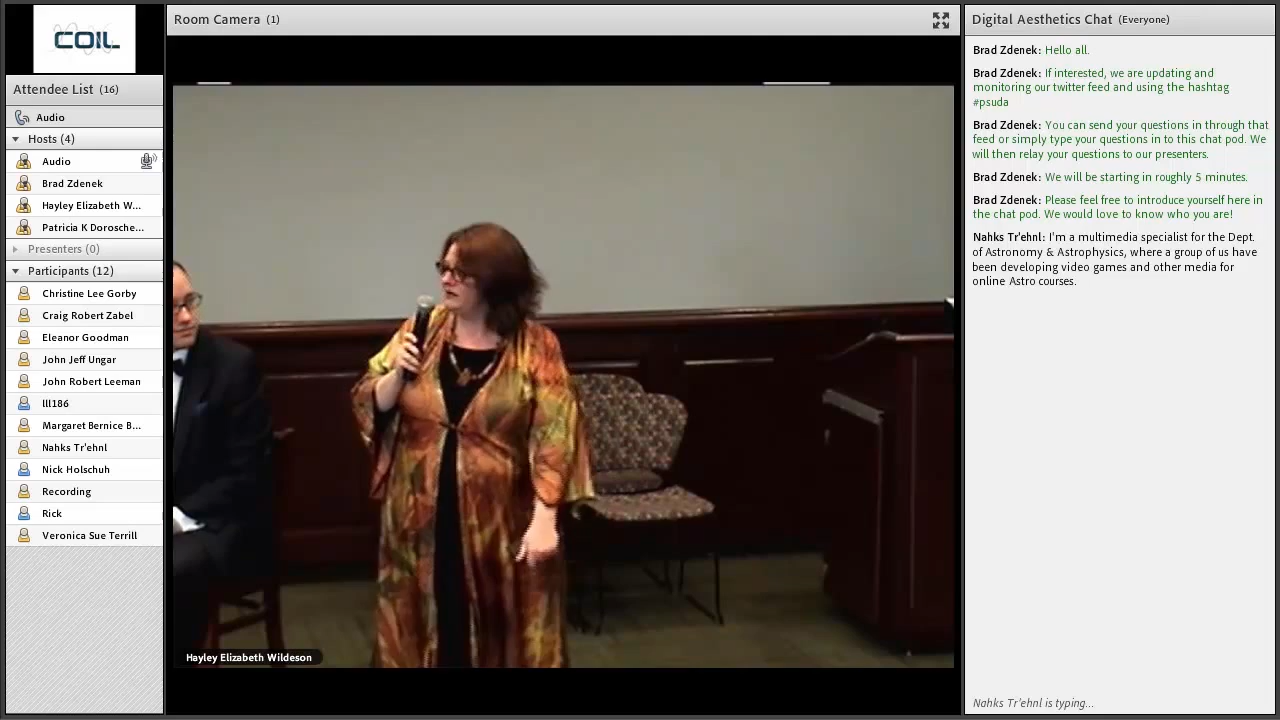 COIL
Attendee List (16)
Audio
Hosts (4)
Audio
Brad Zdenek
Hayley Elizabeth W...
Patricia K Dorosche...
Presenters (0)
Participants (12)
Christine Lee Gorby
Craig Robert Zabel
Eleanor Goodman
John Jeff Ungar
John Robert Leeman
lll186
Margaret Bernice B...
Nahks Tr'ehnl
Nick Holschuh
Recording
Rick
Veronica Sue Terrill
Room Camera (1)
Hayley Elizabeth Wildeson
Digital Aesthetics Chat (Everyone)
Brad Zdenek: Hello all.
Brad Zdenek: If interested, we are updating and
monitoring our twitter feed and using the hashtag
#psuda
Brad Zdenek: You can send your questions in through that
feed or simply type your questions in to this chat pod. We
will then relay your questions to our presenters.
Brad Zdenek: We will be starting in roughly 5 minutes.
Brad Zdenek: Please feel free to introduce yourself here in
the chat pod. We would love to know who you are!
Nahks Tr'ehnl: I'm a multimedia specialist for the Dept.
of Astronomy & Astrophysics, where a group of us have
been developing video games and other media for
online Astro courses.
Nahks Tr'ehnl is typing...